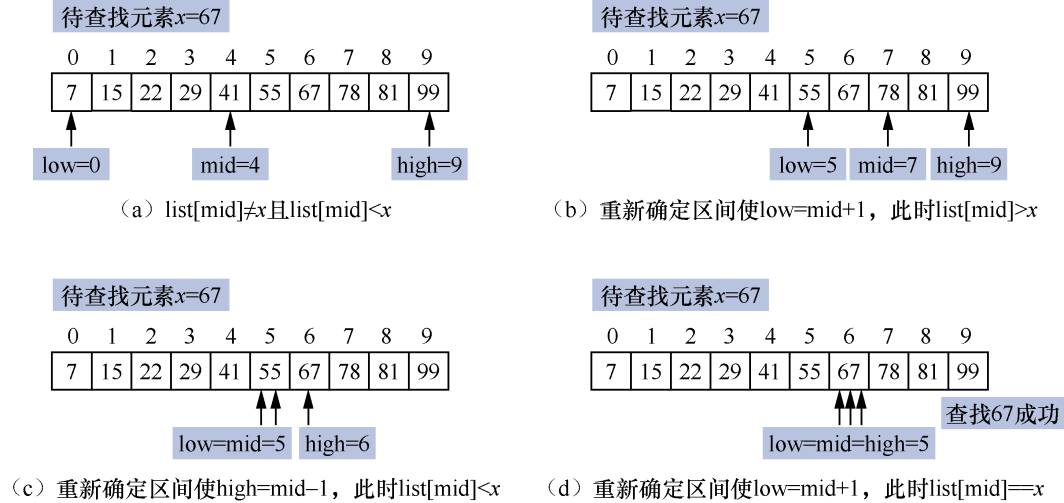 待查找元素x=67
0 1 2 3 4 5 6 7 8 9
7 15 22 29 41 55 67 78 81 99
low=0 mid=4 high=9
（a）list[mid]≠x且list[mid]<x
待查找元素x=67
0 1 2 3 4 5 6 7 8 9
7 15 22 29 41 55 67 78 81 99
low=5 mid=7 high=9
（b）重新确定区间使low=mid+1，此时list[mid]>x
待查找元素x=67
0 1 2 3 4 5 6 7 8 9
7 15 22 29 41 55 67 78 81 99
low=mid=5 high=6
（c）重新确定区间使high=mid–1，此时list[mid]<x
待查找元素x=67
0 1 2 3 4 5 6 7 8 9
7 15 22 29 41 55 67 78 81 99
查找67成功
low=mid=high=5
（d）重新确定区间使low=mid+1，此时list[mid]==x